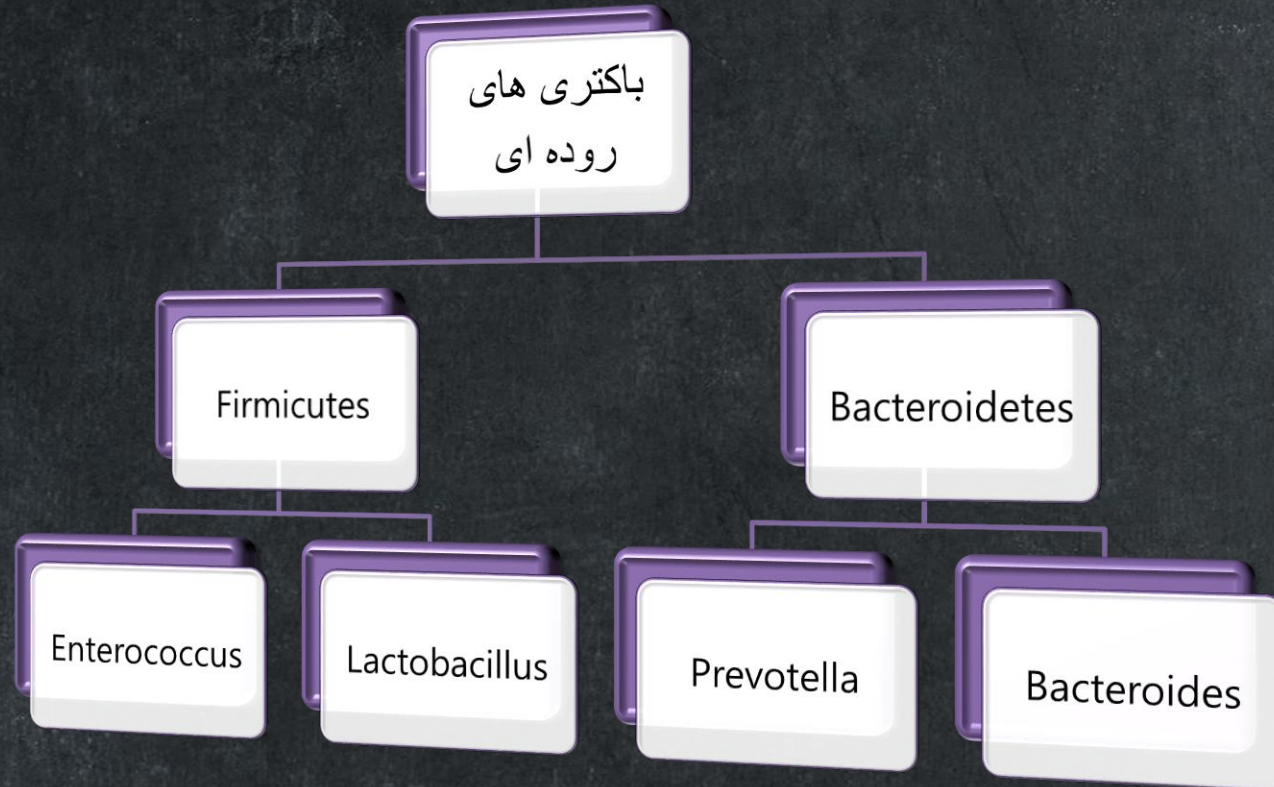 باکتری های
روده ای
Firmicutes
Bacteroidetes
Enterococcus
Lactobacillus
Prevotella
Bacteroides